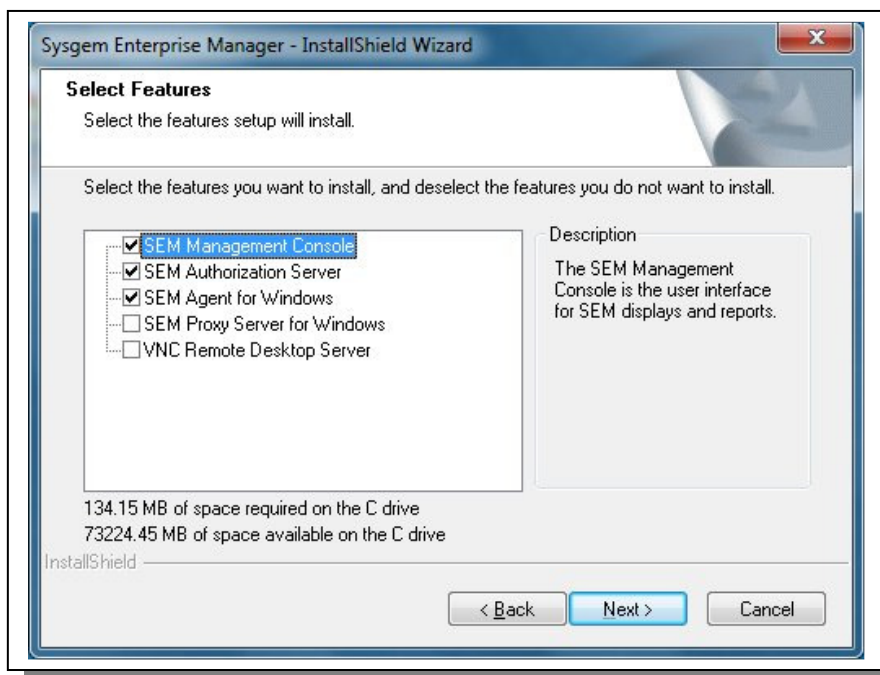 Sysgem Enterprise Manager - InstallShield Wizard
Select Features
Select the features setup will install.
Select the features you want to install, and deselect the features you do not want to install.
SEM Management Console
SEM Authorization Server
SEM Agent for Windows
SEM Proxy Server for Windows
VNC Remote Desktop Server
Description
The SEM Management
Console is the user interface
for SEM displays and reports.
134.15 MB of space required on the C drive
73224.45 MB of space available on the C drive
InstallShield
< Back Next > Cancel